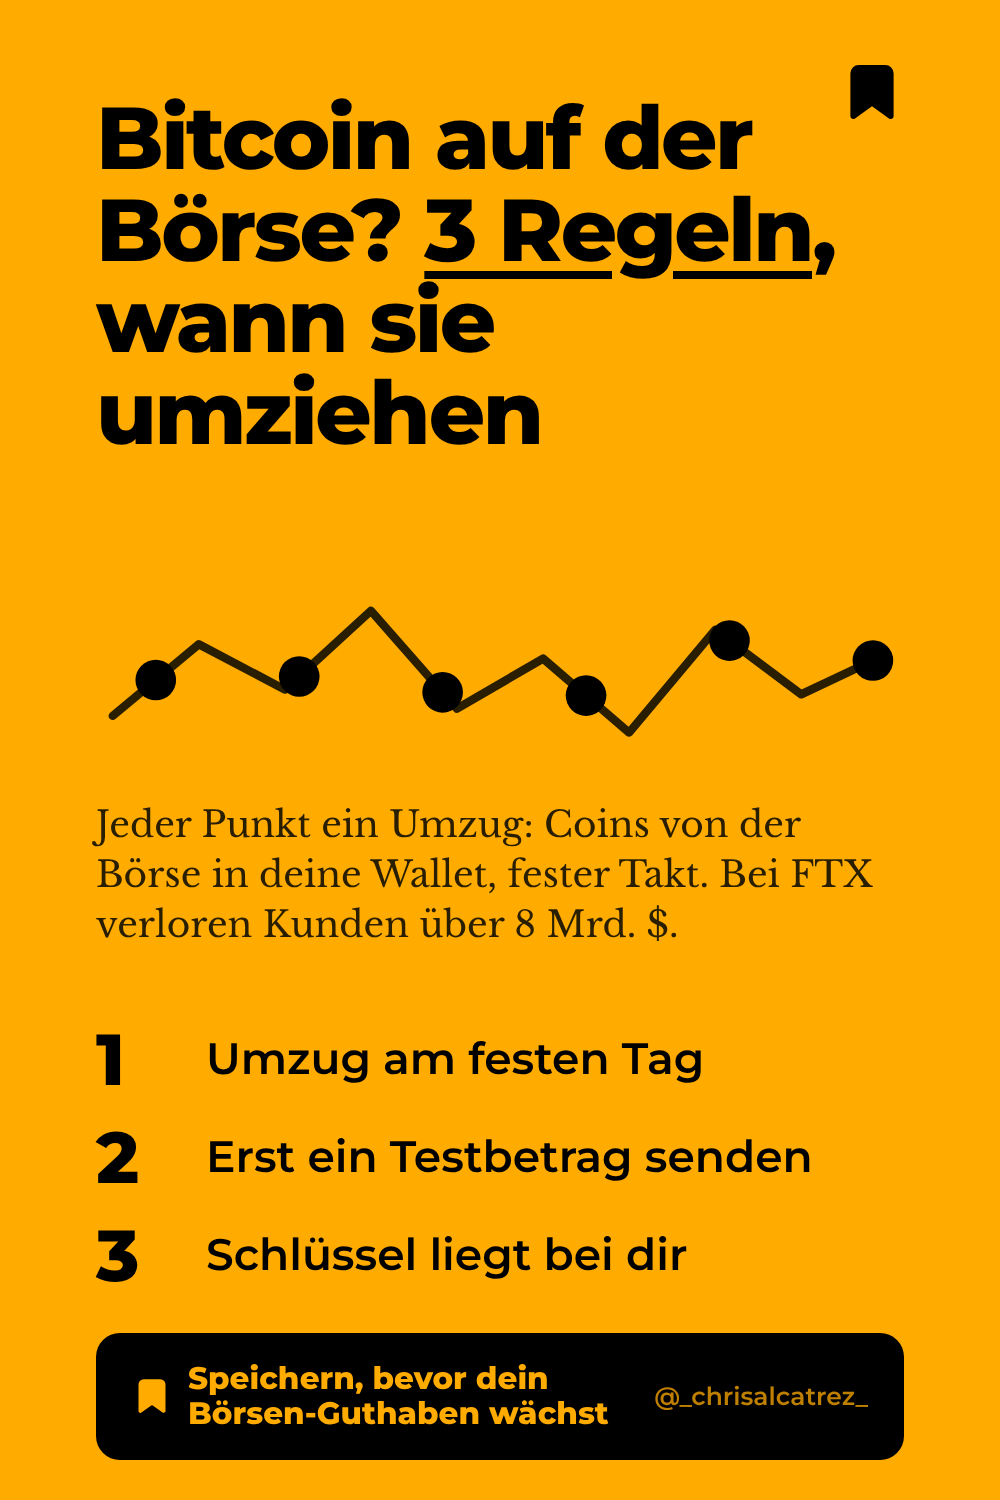 Bitcoin auf der
Börse? 3 Regeln,
wann sie
umziehen
Jeder Punkt ein Umzug: Coins von der
Börse in deine Wallet, fester Takt. Bei FTX
verloren Kunden über 8 Mrd. $.
1 Umzug am festen Tag
2 Erst ein Testbetrag senden
3 Schlüssel liegt bei dir
Speichern, bevor dein
Börsen-Guthaben wächst
@_chrisalcatrez_